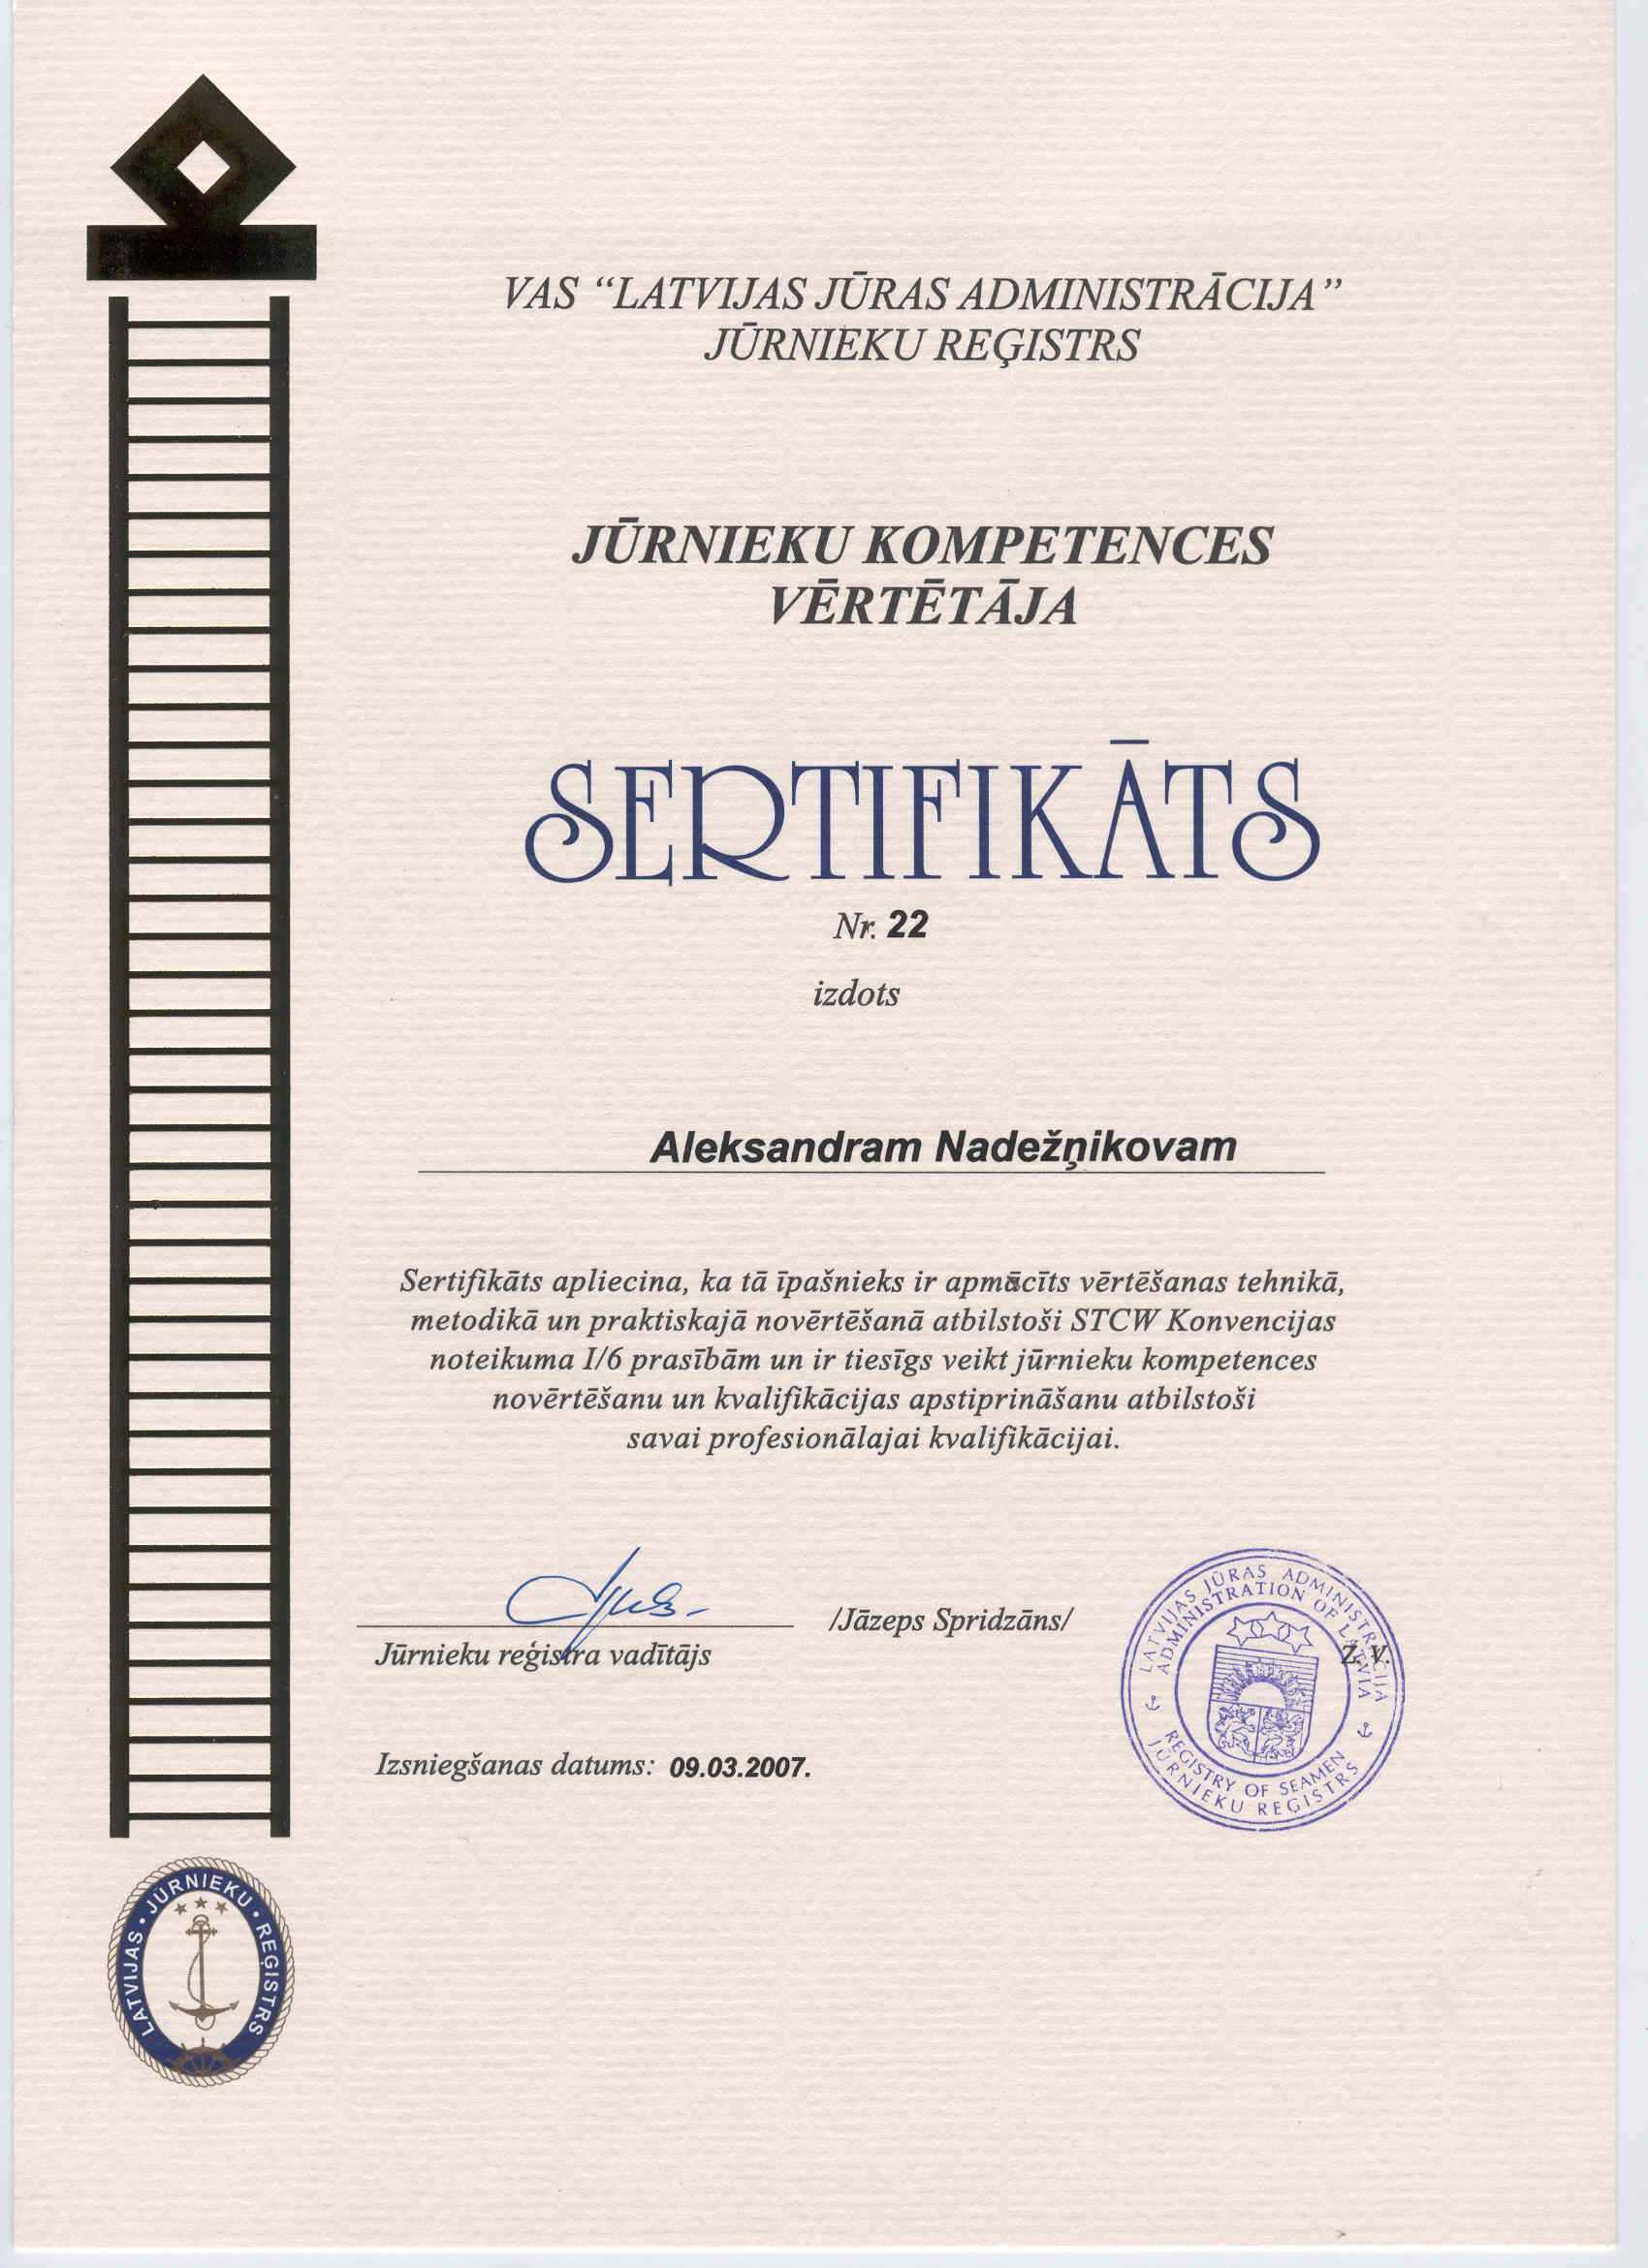 VAS “LATVIJAS JŪRAS ADMINISTRĀCIJA”
JŪRNIEKU REĢISTRS
JŪRNIEKU KOMPETENCES
VĒRTĒTĀJA
SERTIFIKĀTS
Nr. 22
izdots
Aleksandram Nadežņikovam
Sertifikāts apliecina, ka tā īpašnieks ir apmācīts vērtēšanas tehnikā,
metodikā un praktiskajā novērtēšanā atbilstoši STCW Konvencijas
noteikuma I/6 prasībām un ir tiesīgs veikt jūrnieku kompetences
novērtēšanu un kvalifikācijas apstiprināšanu atbilstoši
savai profesionālajai kvalifikācijai.
/Jāzeps Spridzāns/
Jūrnieku reģistra vadītājs
Z. V.
Izsniegšanas datums: 09.03.2007.
LATVIJAS JŪRAS ADMINISTRĀCIJA
ADMINISTRATION OF LATVIA
REGISTRY OF SEAMEN
JŪRNIEKU REĢISTRS
LATVIJAS • JŪRNIEKU • REĢISTRS